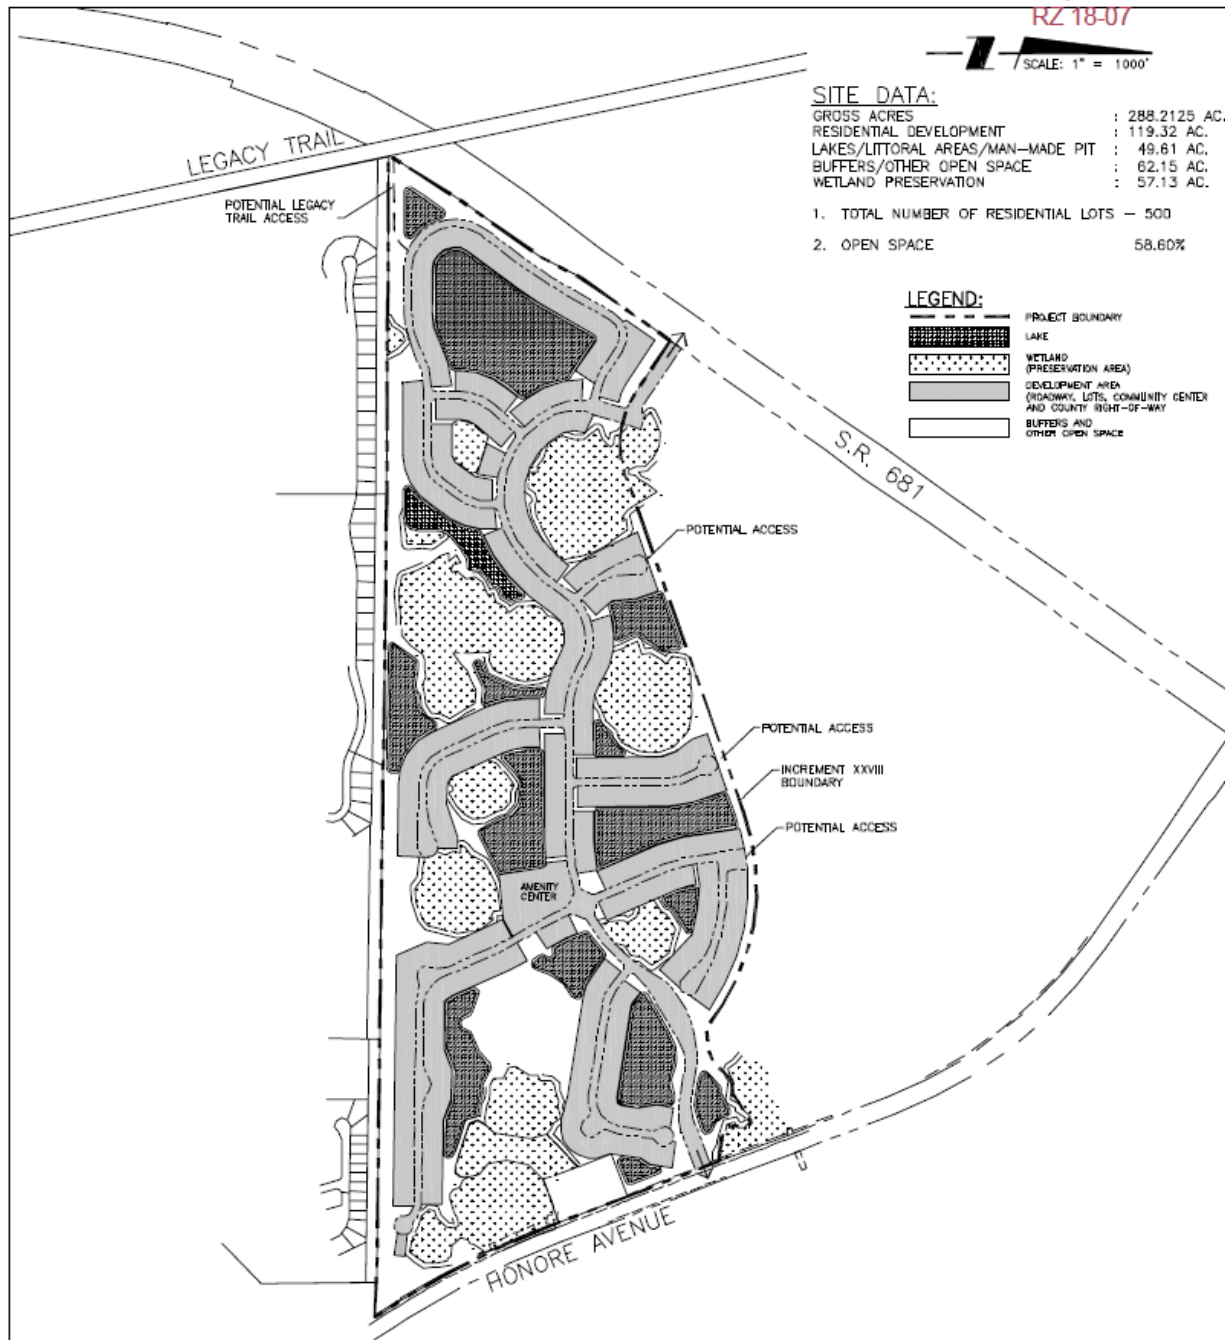 RZ 18-07
SCALE: 1" = 1000'
SITE DATA:
GROSS ACRES : 288.2125 AC.
RESIDENTIAL DEVELOPMENT : 119.32 AC.
LAKES/LITTORAL AREAS/MAN-MADE PIT : 49.61 AC.
BUFFERS/OTHER OPEN SPACE : 62.15 AC.
WETLAND PRESERVATION : 57.13 AC.
1. TOTAL NUMBER OF RESIDENTIAL LOTS - 500
2. OPEN SPACE 58.60%
LEGEND:
PROJECT BOUNDARY
LAKE
WETLAND
(PRESERVATION AREA)
DEVELOPMENT AREA
(ROADWAY, LOTS, COMMUNITY CENTER
AND COUNTY RIGHT-OF-WAY
BUFFERS AND
OTHER OPEN SPACE
LEGACY TRAIL
POTENTIAL LEGACY
TRAIL ACCESS
S.R. 681
POTENTIAL ACCESS
POTENTIAL ACCESS
INCREMENT XXVIII
BOUNDARY
POTENTIAL ACCESS
AMENITY
CENTER
HONORE AVENUE